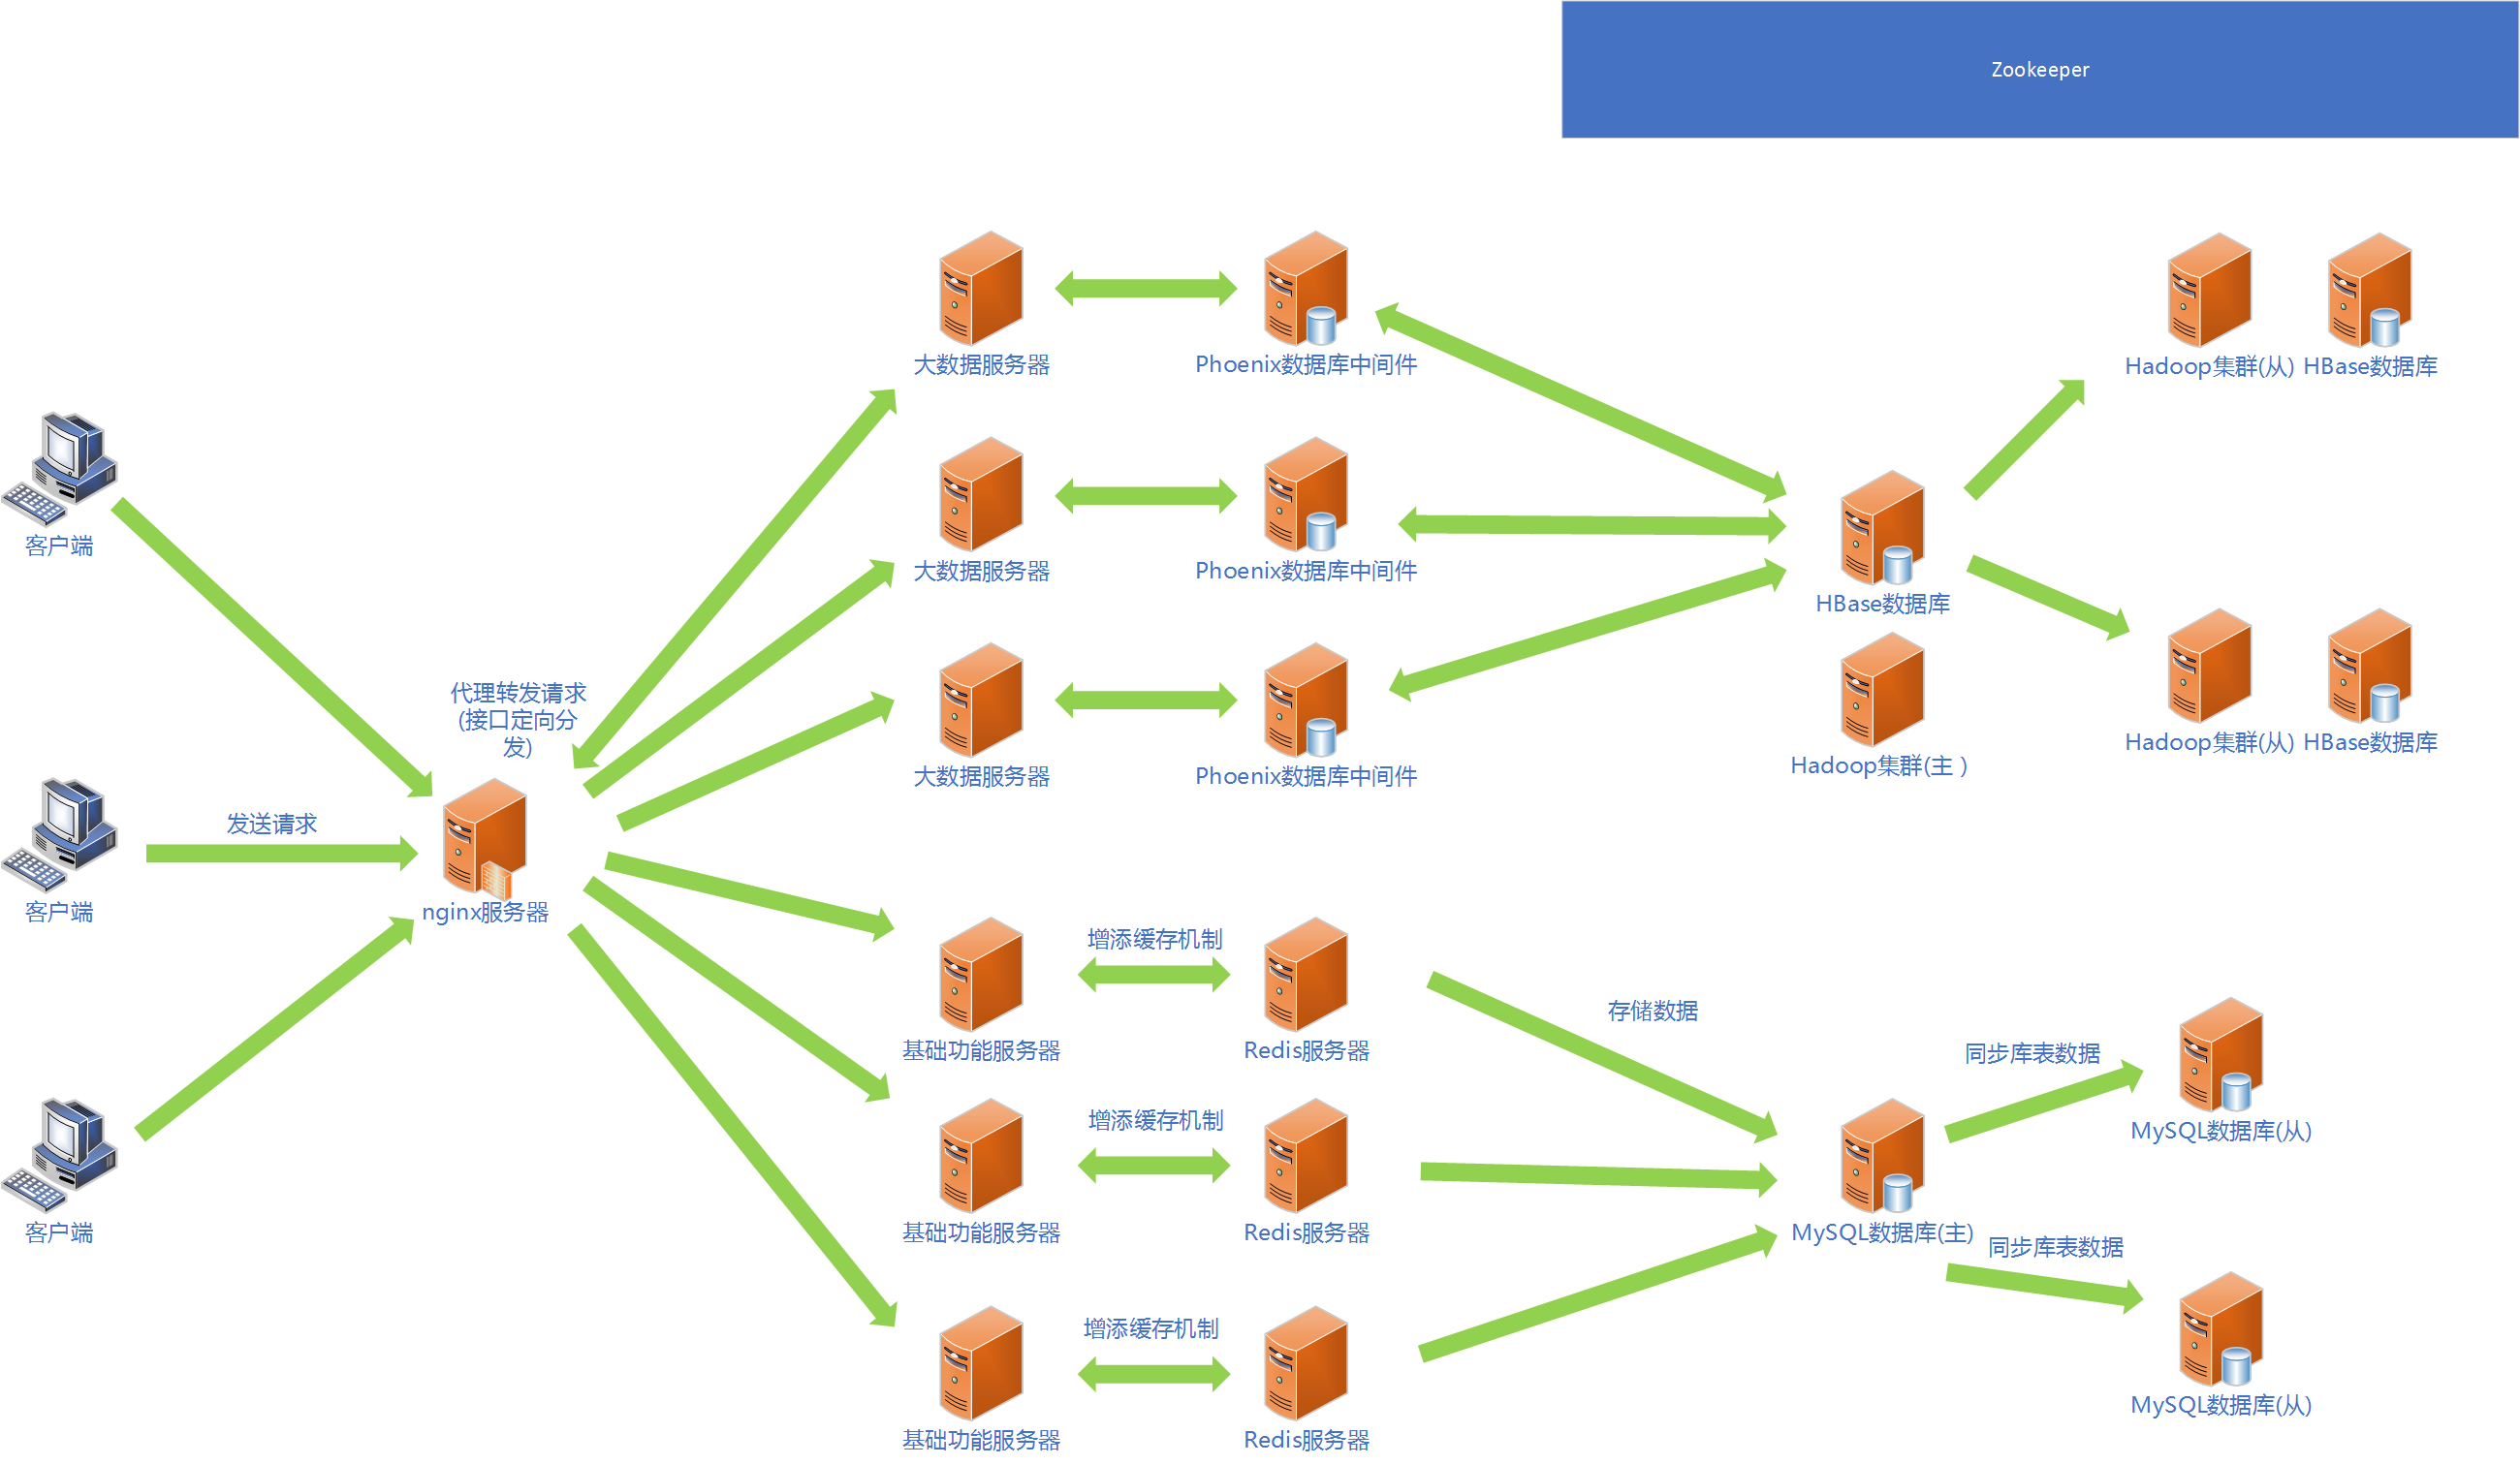 Zookeeper
大数据服务器
Phoenix数据库中间件
Hadoop集群(从)
HBase数据库
客户端
大数据服务器
Phoenix数据库中间件
HBase数据库
代理转发请求
(接口定向分
发)
大数据服务器
Phoenix数据库中间件
Hadoop集群(主 )
Hadoop集群(从)
HBase数据库
发送请求
客户端
nginx服务器
增添缓存机制
存储数据
基础功能服务器
Redis服务器
同步库表数据
MySQL数据库(从)
增添缓存机制
客户端
基础功能服务器
Redis服务器
MySQL数据库(主)
同步库表数据
增添缓存机制
MySQL数据库(从)
基础功能服务器
Redis服务器